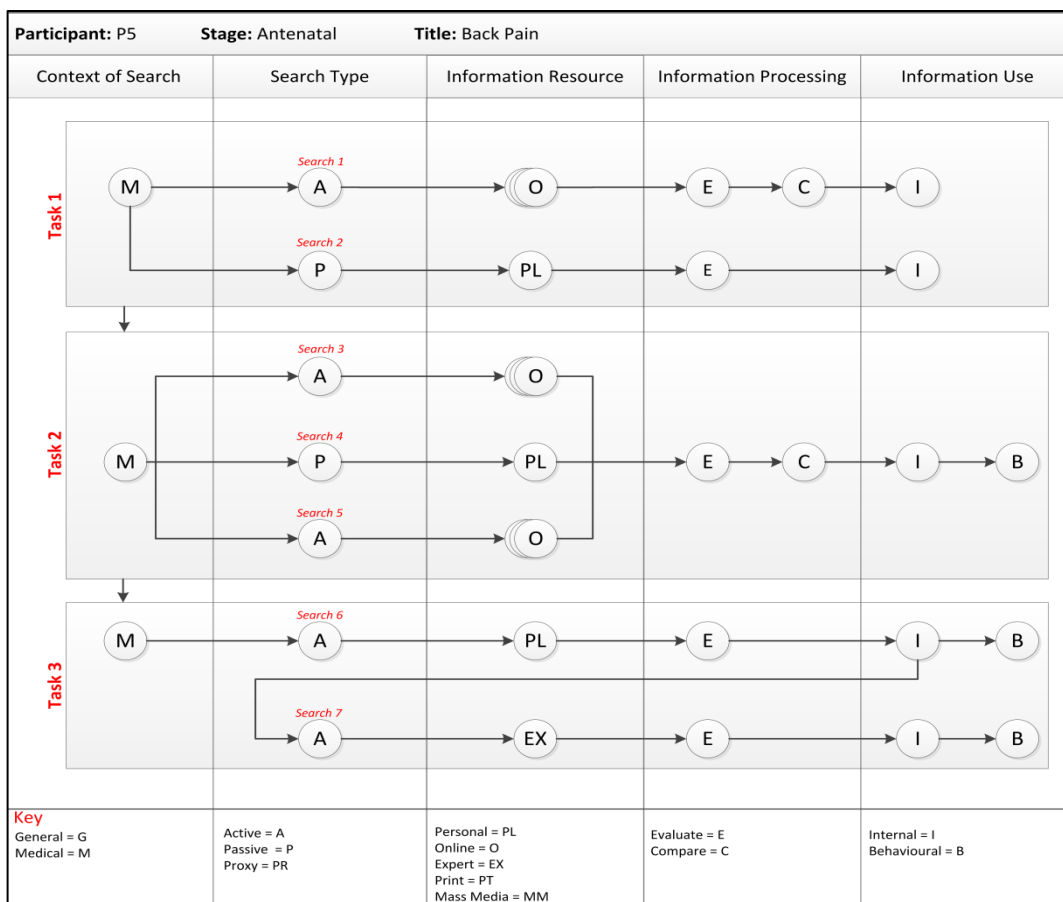 Participant: P5 Stage: Antenatal Title: Back Pain
Context of Search Search Type Information Resource Information Processing Information Use
Task 1
Search 1
M A O E C I
Search 2
P PL E I
Task 2
Search 3
A O
Search 4
M P PL E C I B
Search 5
A O
Task 3
Search 6
M A PL E I B
Search 7
A EX E I B
Key
General = G
Medical = M
Active = A
Passive = P
Proxy = PR
Personal = PL
Online = O
Expert = EX
Print = PT
Mass Media = MM
Evaluate = E
Compare = C
Internal = I
Behavioural = B